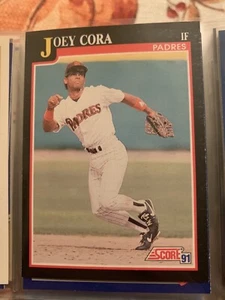 JOEY CORA
IF
PADRES
PADRES
SCORE 91